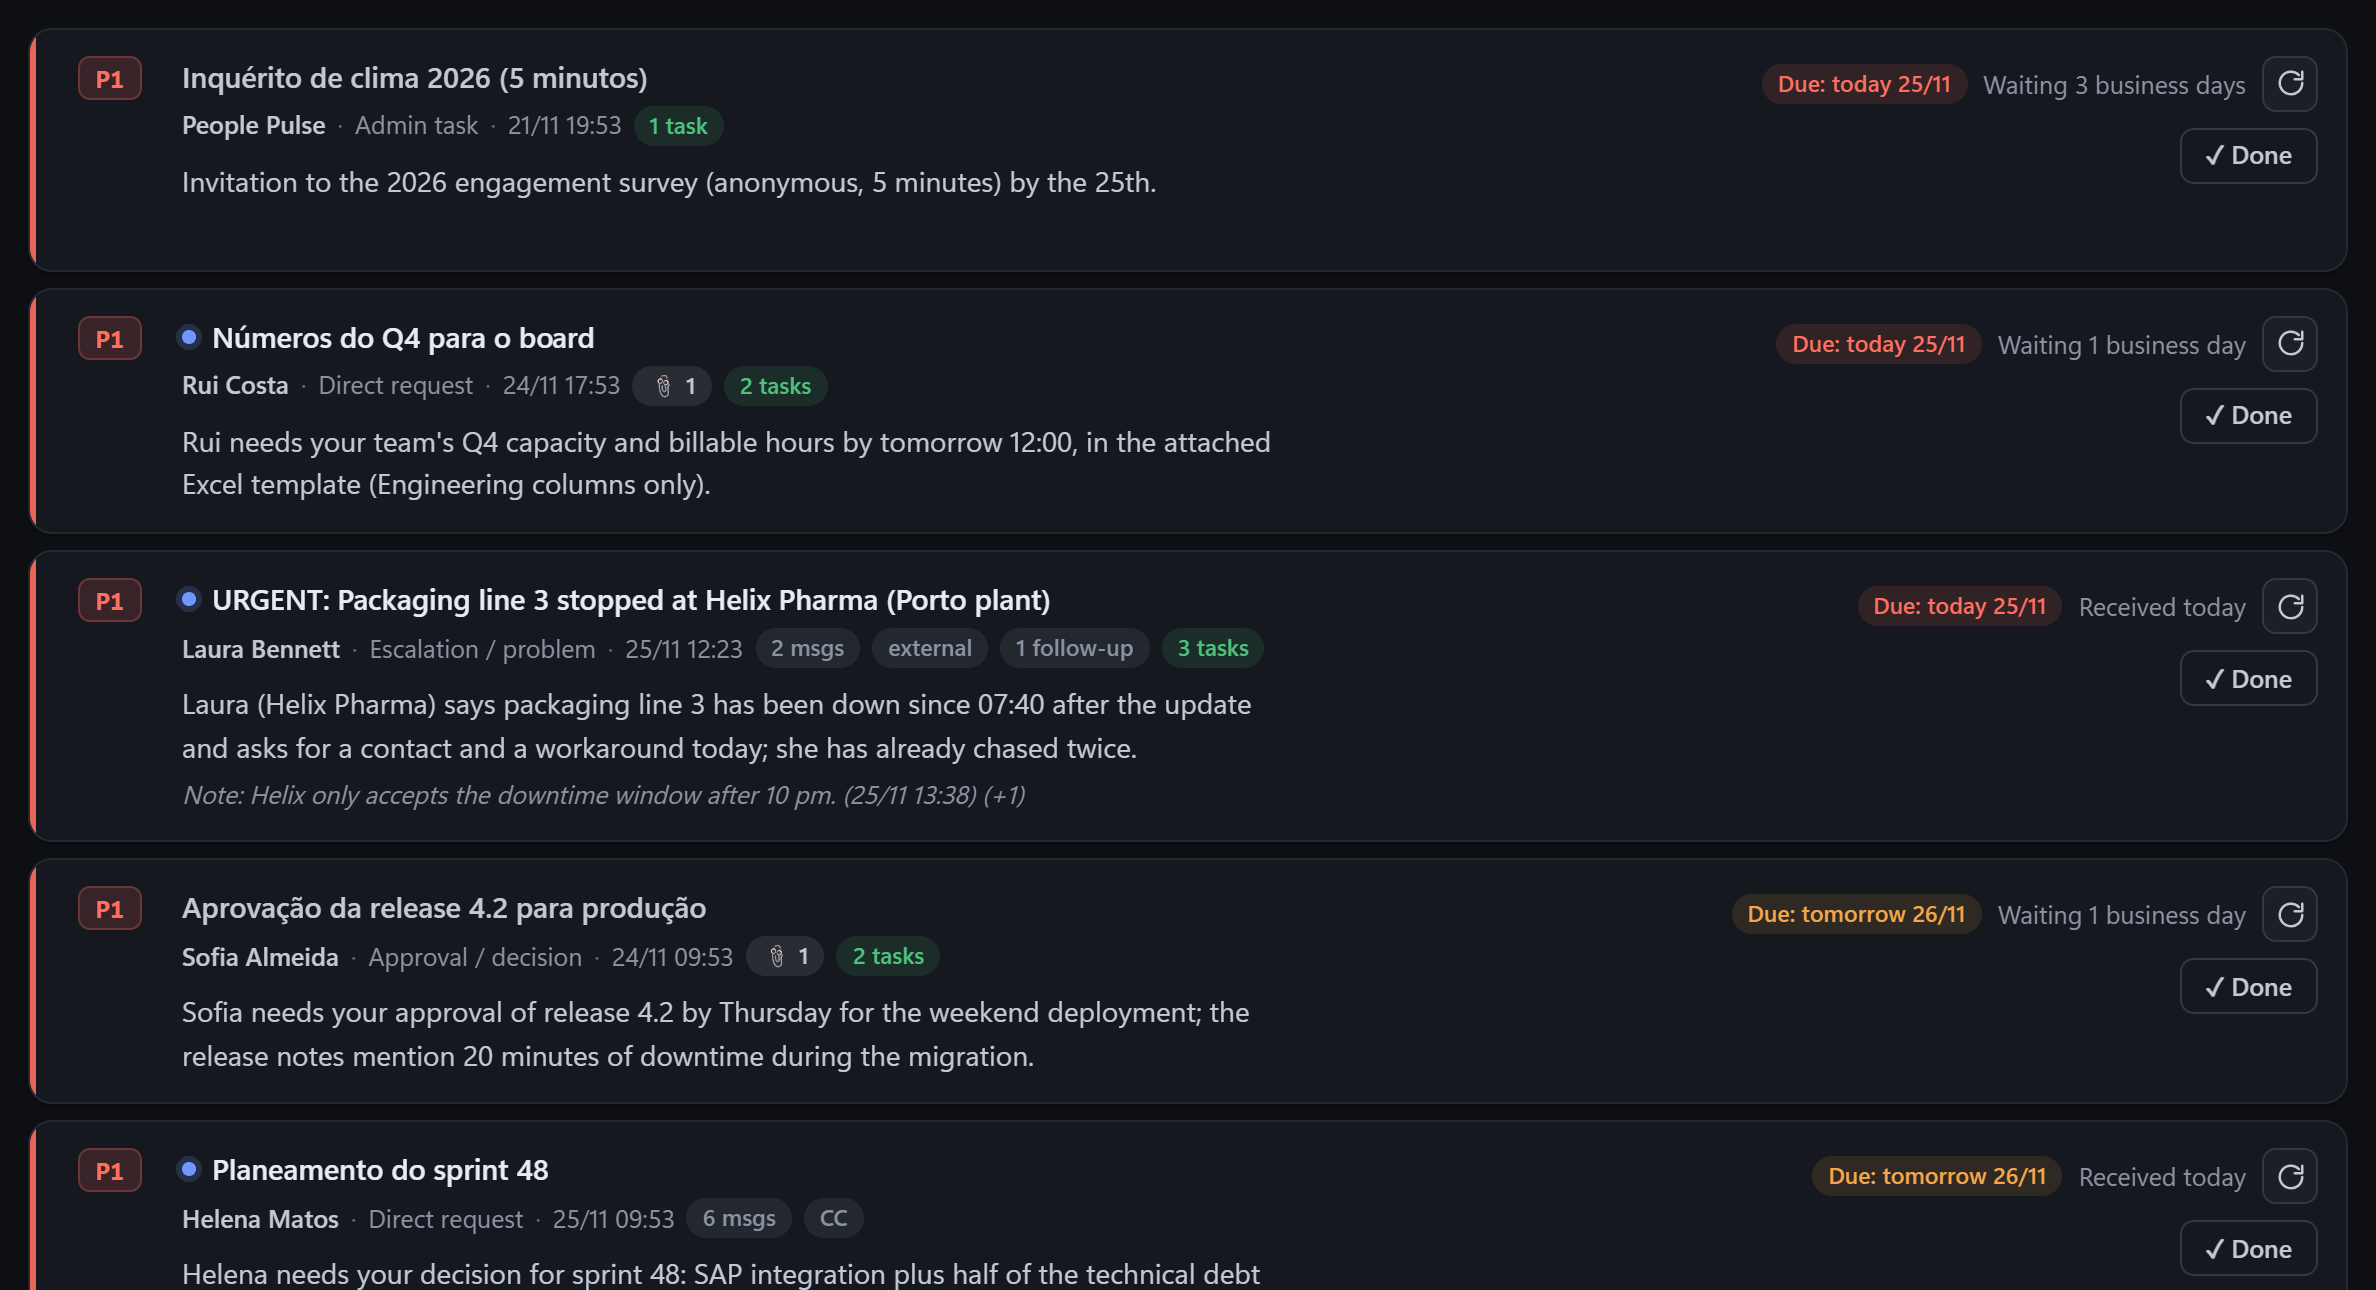 P1 Inquérito de clima 2026 (5 minutos) Due: today 25/11 Waiting 3 business days
People Pulse · Admin task · 21/11 19:53 1 task
✓ Done
Invitation to the 2026 engagement survey (anonymous, 5 minutes) by the 25th.
P1 Números do Q4 para o board Due: today 25/11 Waiting 1 business day
Rui Costa · Direct request · 24/11 17:53 1 2 tasks
✓ Done
Rui needs your team's Q4 capacity and billable hours by tomorrow 12:00, in the attached
Excel template (Engineering columns only).
P1 URGENT: Packaging line 3 stopped at Helix Pharma (Porto plant) Due: today 25/11 Received today
Laura Bennett · Escalation / problem · 25/11 12:23 2 msgs external 1 follow-up 3 tasks
✓ Done
Laura (Helix Pharma) says packaging line 3 has been down since 07:40 after the update
and asks for a contact and a workaround today; she has already chased twice.
Note: Helix only accepts the downtime window after 10 pm. (25/11 13:38) (+1)
P1 Aprovação da release 4.2 para produção Due: tomorrow 26/11 Waiting 1 business day
Sofia Almeida · Approval / decision · 24/11 09:53 1 2 tasks
✓ Done
Sofia needs your approval of release 4.2 by Thursday for the weekend deployment; the
release notes mention 20 minutes of downtime during the migration.
P1 Planeamento do sprint 48 Due: tomorrow 26/11 Received today
Helena Matos · Direct request · 25/11 09:53 6 msgs CC
✓ Done
Helena needs your decision for sprint 48: SAP integration plus half of the technical debt